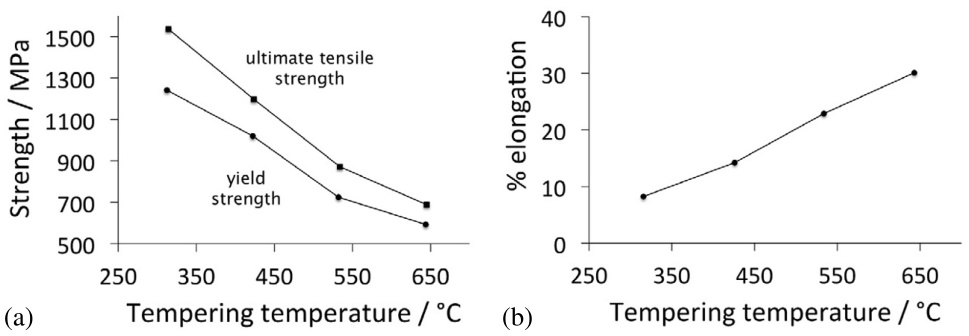 1500
1300
1100
900
700
500
Strength / MPa
ultimate tensile
strength
yield
strength
250 350 450 550 650
Tempering temperature / °C
(a)
40
30
20
10
0
% elongation
250 350 450 550 650
Tempering temperature / °C
(b)